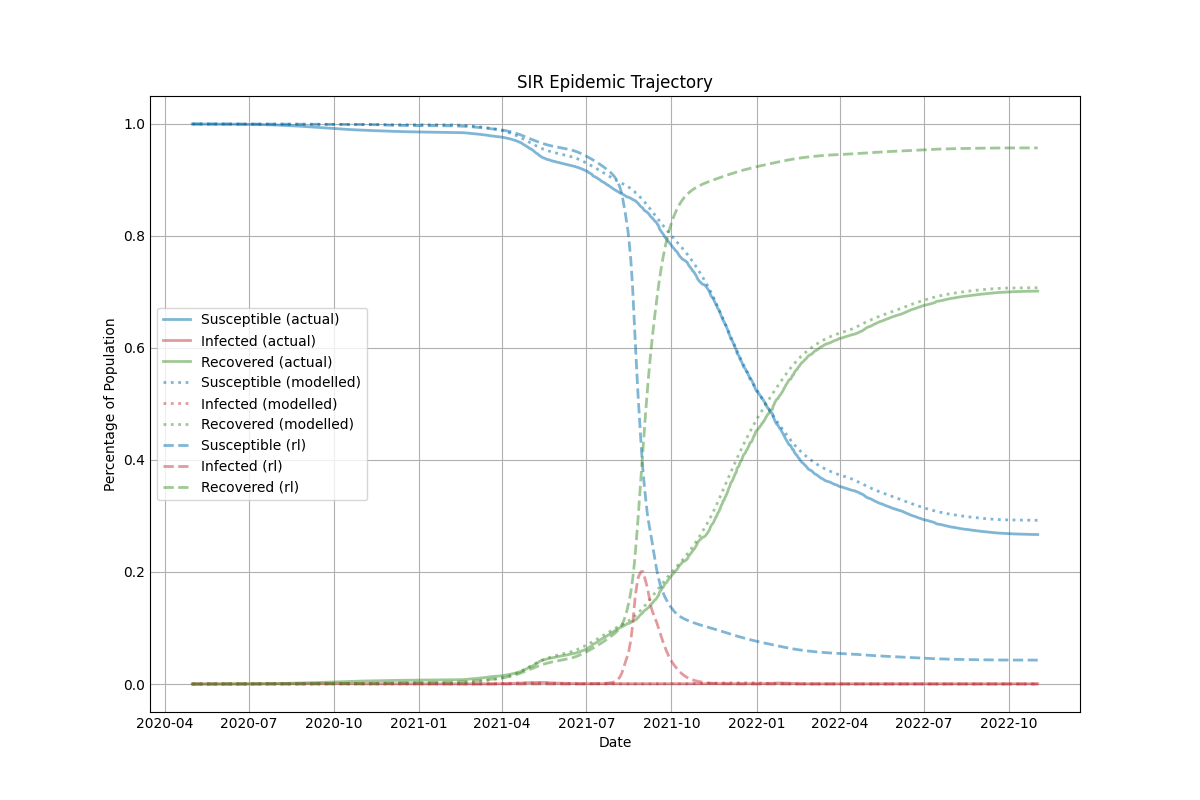 SIR Epidemic Trajectory
Percentage of Population
1.0
0.8
0.6
0.4
0.2
0.0
Susceptible (actual)
Infected (actual)
Recovered (actual)
Susceptible (modelled)
Infected (modelled)
Recovered (modelled)
Susceptible (rl)
Infected (rl)
Recovered (rl)
2020-04 2020-07 2020-10 2021-01 2021-04 2021-07 2021-10 2022-01 2022-04 2022-07 2022-10
Date